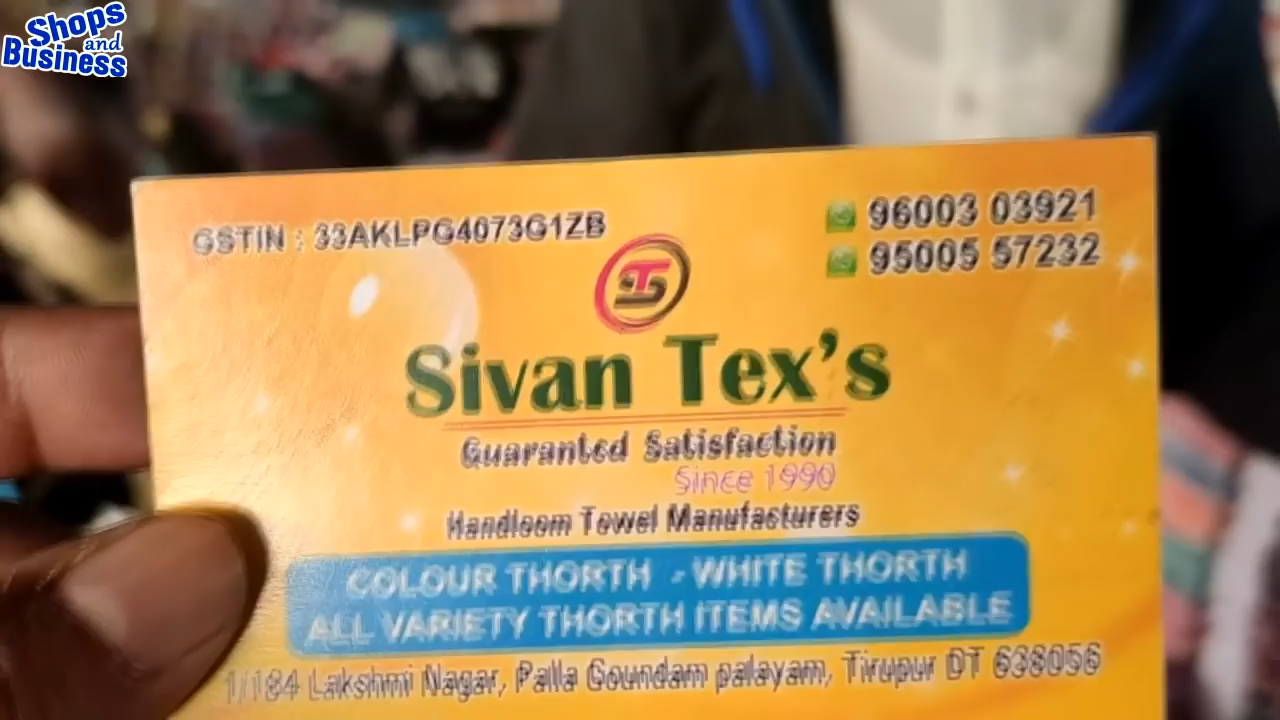 Shops
and
Business
GSTIN : 33AKLPG4073G1ZB
96003 03921
95005 57232
TS
Sivan Tex's
Guaranted Satisfaction
Since 1990
Handloom Towel Manufacturers
COLOUR THORTH - WHITE THORTH
ALL VARIETY THORTH ITEMS AVAILABLE
1/184 Lakshmi Nagar, Palla Goundam palayam, Tirupur DT 638056